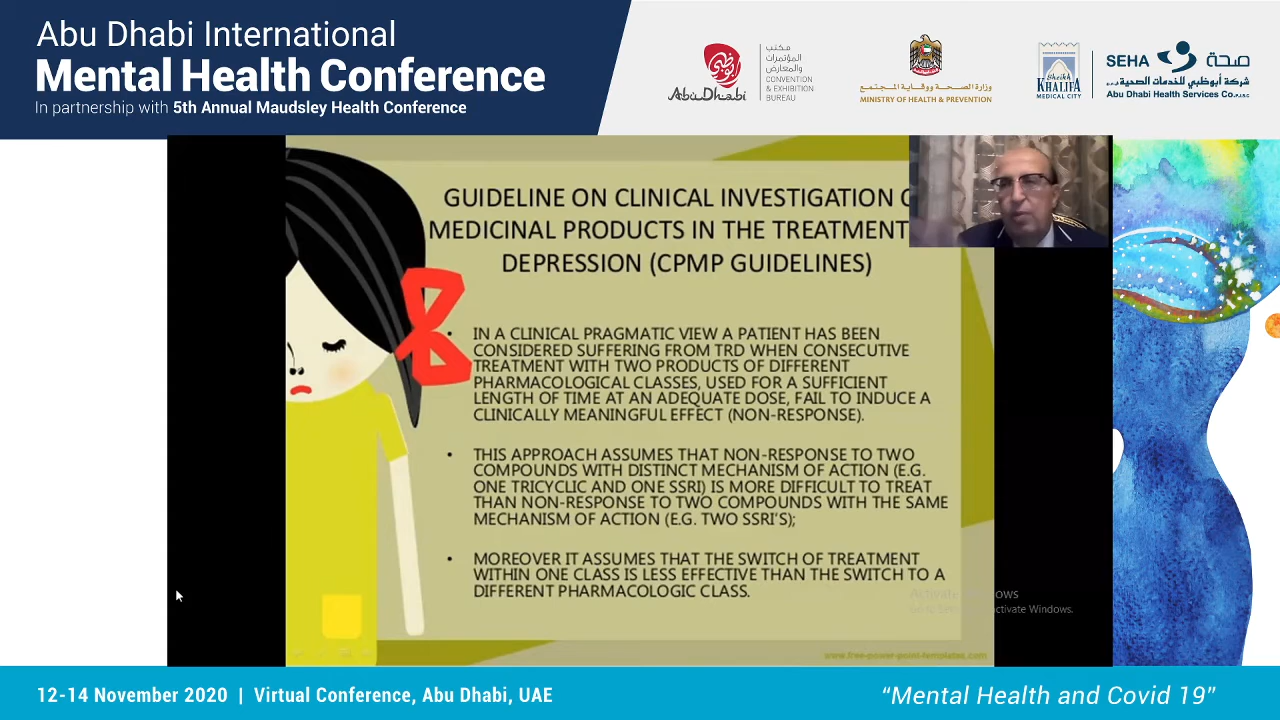 Abu Dhabi International
Mental Health Conference
In partnership with 5th Annual Maudsley Health Conference
AbuDhabi
مكتب
المؤتمرات
والمعارض
CONVENTION
& EXHIBITION
BUREAU
وزارة الصحة ووقاية المجتمع
MINISTRY OF HEALTH & PREVENTION
Sheikh
Khalifa
MEDICAL CITY
SEHA صحة
شركة أبوظبي للخدمات الصحية
Abu Dhabi Health Services Co.
GUIDELINE ON CLINICAL INVESTIGATION
MEDICINAL PRODUCTS IN THE TREATMENT
DEPRESSION (CPMP GUIDELINES)
• IN A CLINICAL PRAGMATIC VIEW A PATIENT HAS BEEN
CONSIDERED SUFFERING FROM TRD WHEN CONSECUTIVE
TREATMENT WITH TWO PRODUCTS OF DIFFERENT
PHARMACOLOGICAL CLASSES, USED FOR A SUFFICIENT
LENGTH OF TIME AT AN ADEQUATE DOSE, FAIL TO INDUCE A
CLINICALLY MEANINGFUL EFFECT (NON-RESPONSE).
• THIS APPROACH ASSUMES THAT NON-RESPONSE TO TWO
COMPOUNDS WITH DISTINCT MECHANISM OF ACTION (E.G.
ONE TRICYCLIC AND ONE SSRI) IS MORE DIFFICULT TO TREAT
THAN NON-RESPONSE TO TWO COMPOUNDS WITH THE SAME
MECHANISM OF ACTION (E.G. TWO SSRI'S);
• MOREOVER IT ASSUMES THAT THE SWITCH OF TREATMENT
WITHIN ONE CLASS IS LESS EFFECTIVE THAN THE SWITCH TO A
DIFFERENT PHARMACOLOGIC CLASS.
www.free-power-point-templates.com
12-14 November 2020 | Virtual Conference, Abu Dhabi, UAE
“Mental Health and Covid 19”